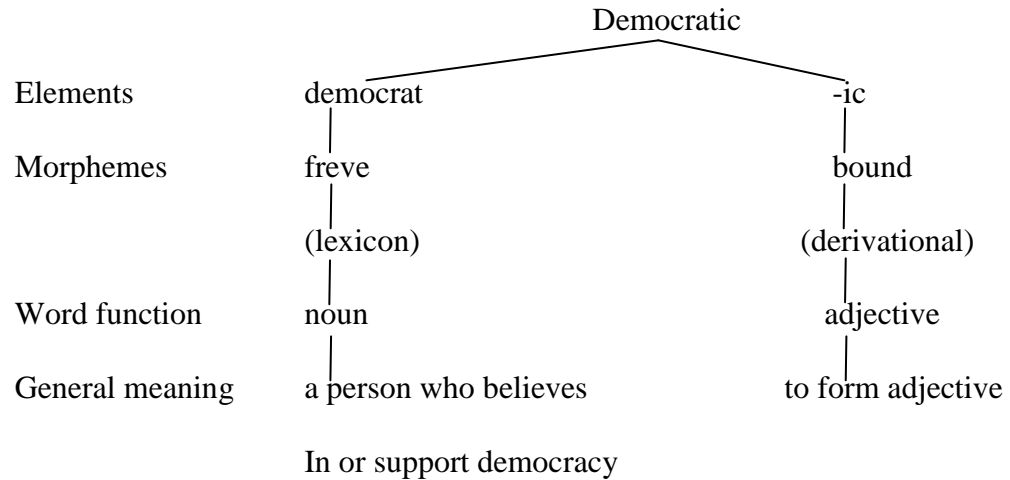 Democratic
Elements democrat -ic
Morphemes freve bound
(lexicon) (derivational)
Word function noun adjective
General meaning a person who believes to form adjective
In or support democracy